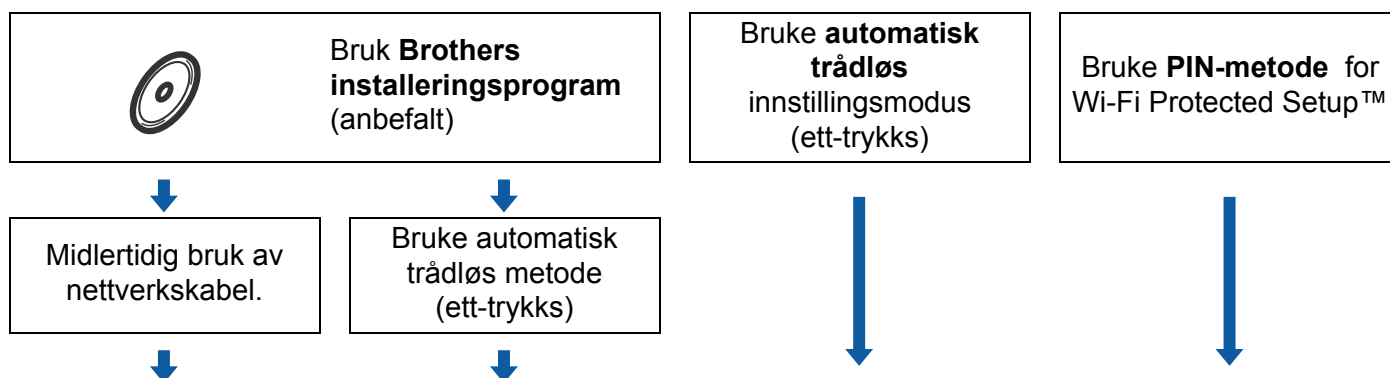 Bruk Brothers
installeringsprogram
(anbefalt)
Bruke automatisk
trådløs
innstillingsmodus
(ett-trykks)
Bruke PIN-metode for
Wi-Fi Protected Setup™
Midlertidig bruk av
nettverkskabel.
Bruke automatisk
trådløs metode
(ett-trykks)